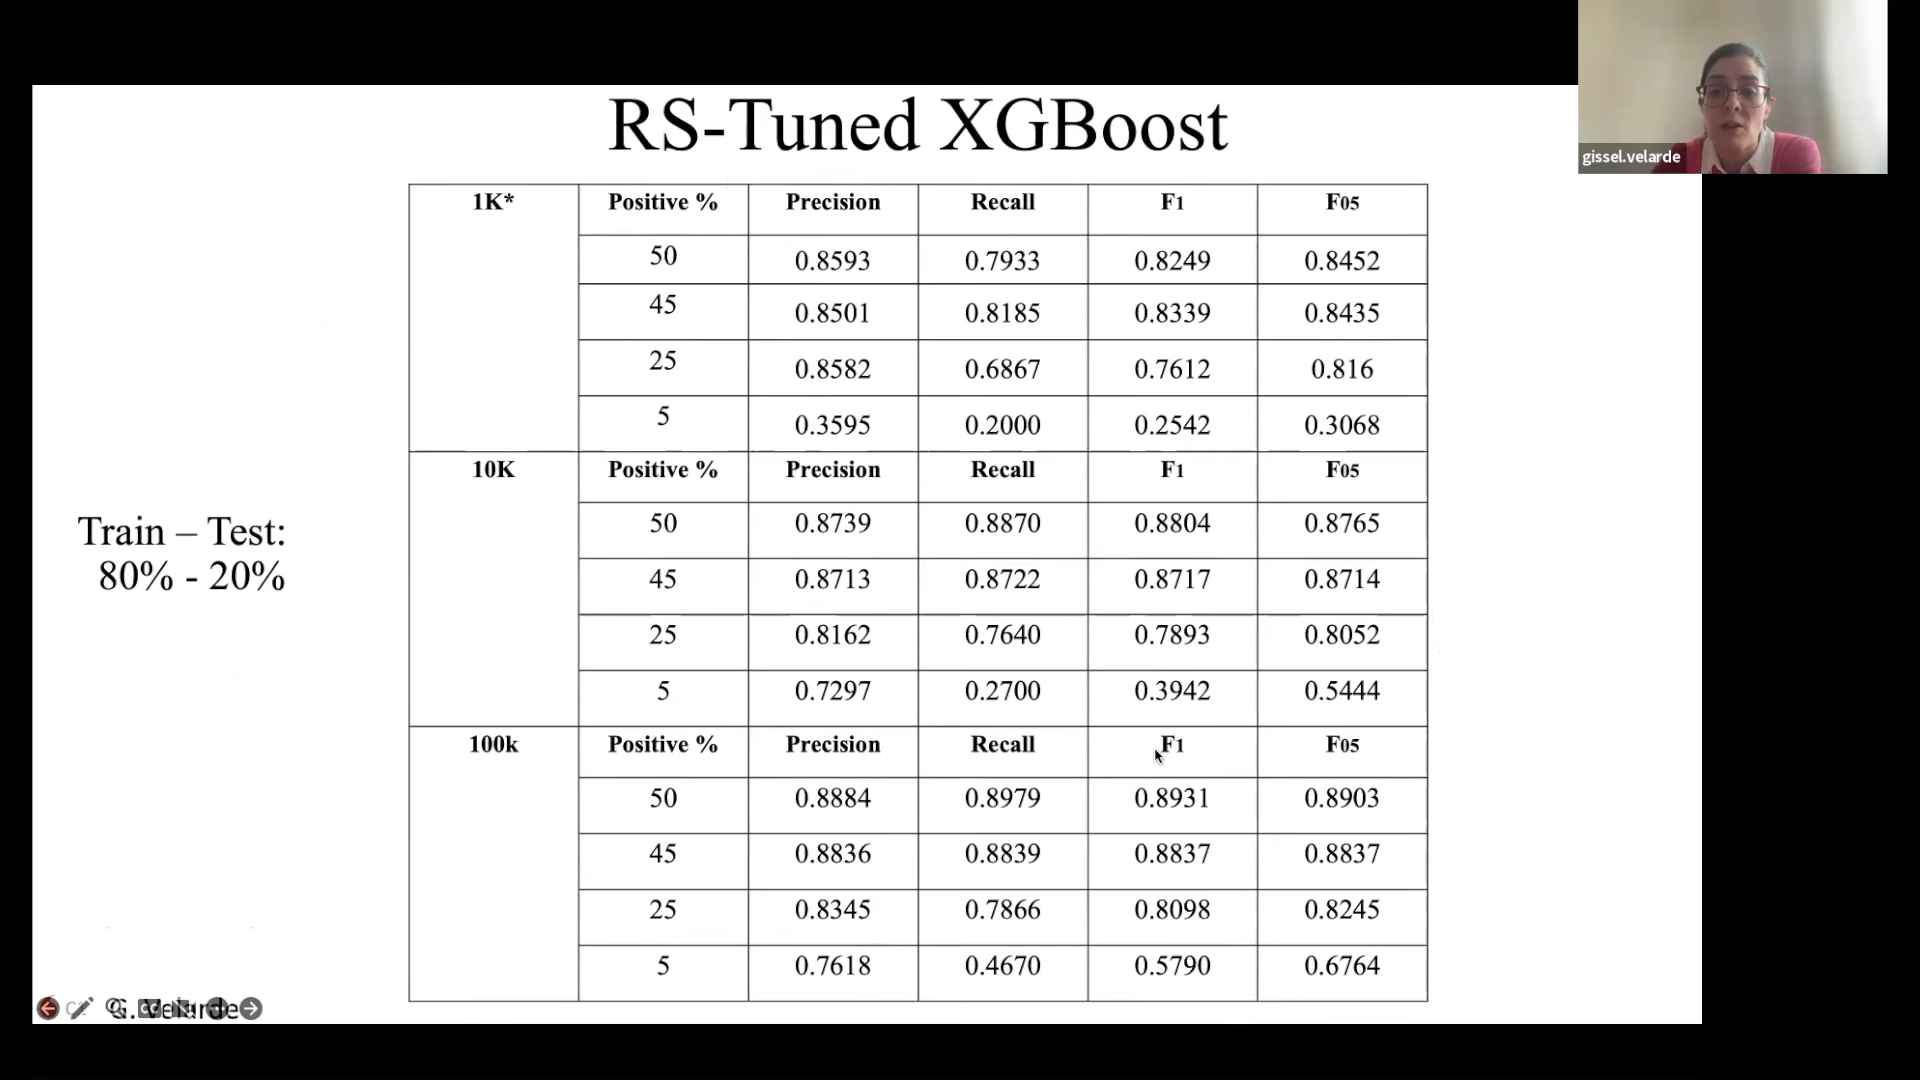 RS-Tuned XGBoost
gissel.velarde
1K* Positive % Precision Recall F1 F05
50 0.8593 0.7933 0.8249 0.8452
45 0.8501 0.8185 0.8339 0.8435
25 0.8582 0.6867 0.7612 0.816
5 0.3595 0.2000 0.2542 0.3068
10K Positive % Precision Recall F1 F05
50 0.8739 0.8870 0.8804 0.8765
45 0.8713 0.8722 0.8717 0.8714
25 0.8162 0.7640 0.7893 0.8052
5 0.7297 0.2700 0.3942 0.5444
Train – Test:
80% - 20%
100k Positive % Precision Recall F1 F05
50 0.8884 0.8979 0.8931 0.8903
45 0.8836 0.8839 0.8837 0.8837
25 0.8345 0.7866 0.8098 0.8245
5 0.7618 0.4670 0.5790 0.6764
G. Velarde